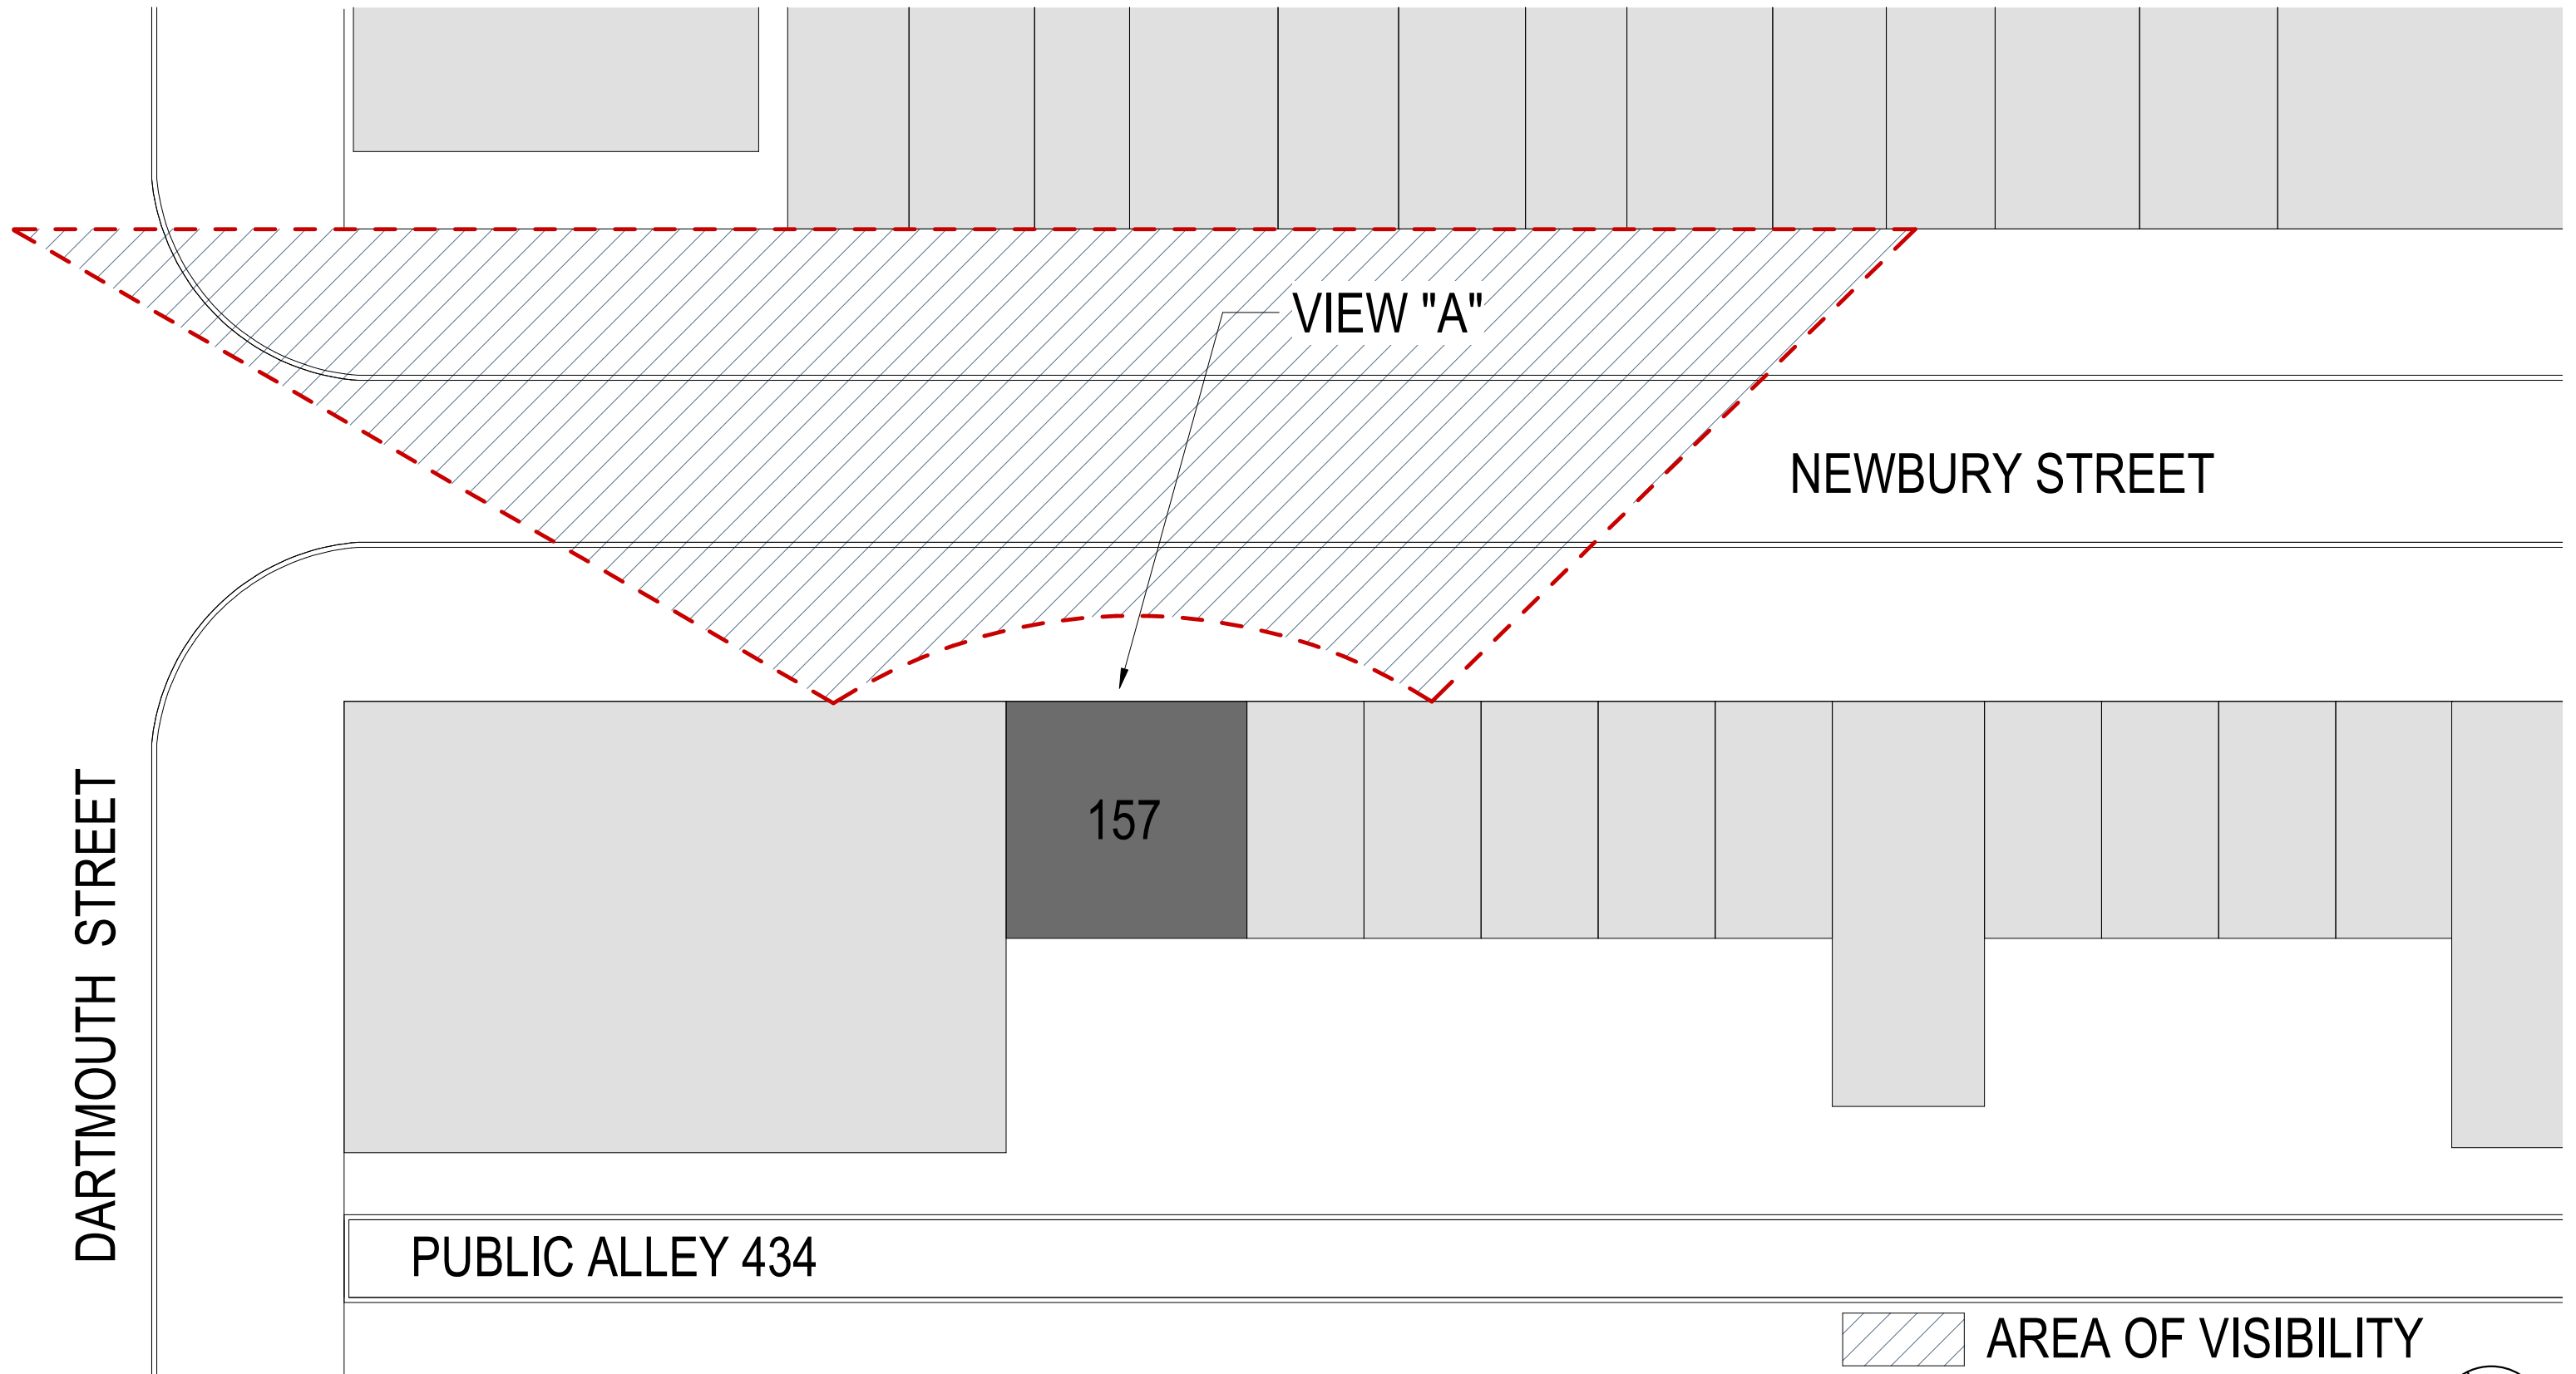 VIEW "A"
NEWBURY STREET
157
DARTMOUTH STREET
PUBLIC ALLEY 434
AREA OF VISIBILITY